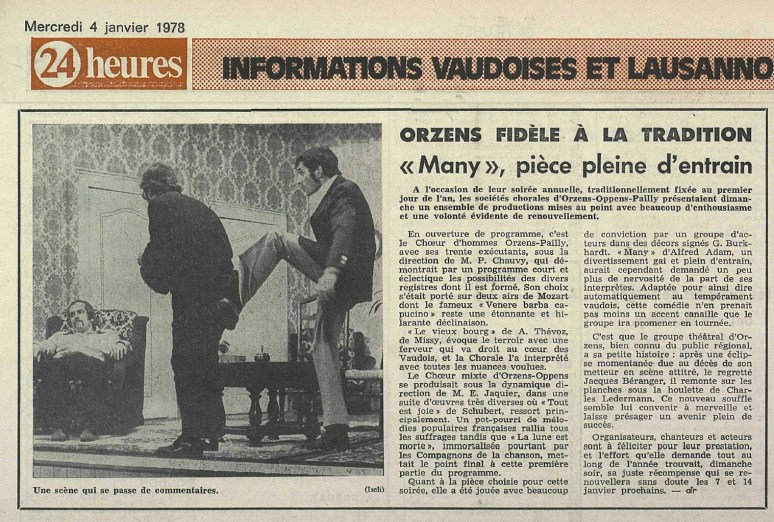 Mercredi 4 janvier 1978
24 heures
INFORMATIONS VAUDOISES ET LAUSANNO
ORZENS FIDÈLE À LA TRADITION
« Many », pièce pleine d'entrain
A l'occasion de leur soirée annuelle, traditionnellement fixée au premier
jour de l'an, les sociétés chorales d'Orzens-Oppens-Pailly présentaient diman-
che un ensemble de productions mises au point avec beaucoup d'enthousiasme
et une volonté évidente de renouvellement.
En ouverture de programme, c'est
le Chœur d'hommes Orzens-Pailly,
avec ses trente exécutants, sous la
direction de M. P. Chauvy, qui dé-
montrait par un programme court et
éclectique les possibilités des divers
registres dont il est formé. Son choix
s'était porté sur deux airs de Mozart
dont le fameux « Venere barba ca-
pucino » reste une étonnante et hi-
larante déclinaison.
« Le vieux bourg » de A. Thévoz,
de Missy, évoque le terroir avec une
ferveur qui va droit au cœur des
Vaudois, et la Chorale l'a interprété
avec toutes les nuances voulues.
Le Chœur mixte d'Orzens-Oppens
se produisait sous la dynamique di-
rection de M. E. Jaquier, dans une
suite d'œuvres très diverses où « Tout
est joie » de Schubert, ressort prin-
cipalement. Un pot-pourri de mélo-
dies populaires françaises rallia tous
les suffrages tandis que « La lune est
morte », immortalisée pourtant par
les Compagnons de la chanson, met-
tait le point final à cette première
partie du programme.
Quant à la pièce choisie pour cette
soirée, elle a été jouée avec beaucoup
de conviction par un groupe d'ac-
teurs dans des décors signés G. Burk-
hardt. « Many » d'Alfred Adam, un
divertissement gai et plein d'entrain,
aurait cependant demandé un peu
plus de nervosité de la part de ses
interprètes. Adaptée pour ainsi dire
automatiquement au tempérament
vaudois, cette comédie n'en prenait
pas moins un accent canaille que le
groupe ira promener en tournée.
C'est que le groupe théâtral d'Or-
zens, bien connu du public régional,
a sa petite histoire : après une éclip-
se momentanée due au décès de son
metteur en scène attitré, le regretté
Jacques Béranger, il remonte sur les
planches sous la houlette de Char-
les Ledermann. Ce nouveau souffle
semble lui convenir à merveille et
laisse présager un avenir plein de
succès.
Organisateurs, chanteurs et acteurs
sont à féliciter pour leur prestation,
et l'effort qu'elle demande tout au
long de l'année trouvait, dimanche
soir, sa juste récompense qui se re-
nouvellera sans doute les 7 et 14
janvier prochains. —
Une scène qui se passe de commentaires.
(Iseli)